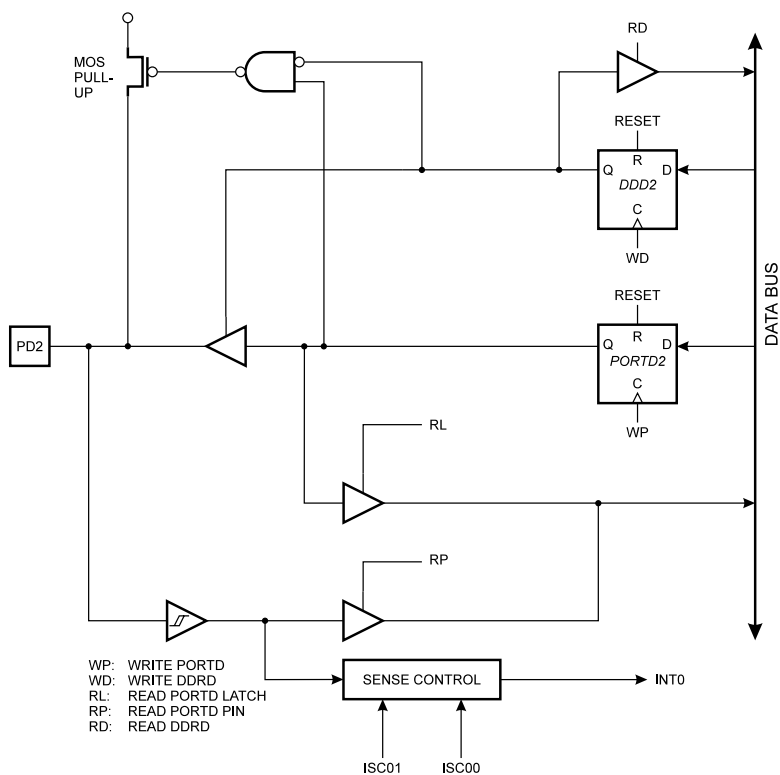 RD
MOS
PULL-
UP
RESET
R
Q
D
DDD2
C
WD
RESET
R
Q
D
PORTD2
C
WP
PD2
DATA BUS
RL
RP
WP: WRITE PORTD
WD: WRITE DDRD
RL: READ PORTD LATCH
RP: READ PORTD PIN
RD: READ DDRD
SENSE CONTROL
INT0
ISC01
ISC00